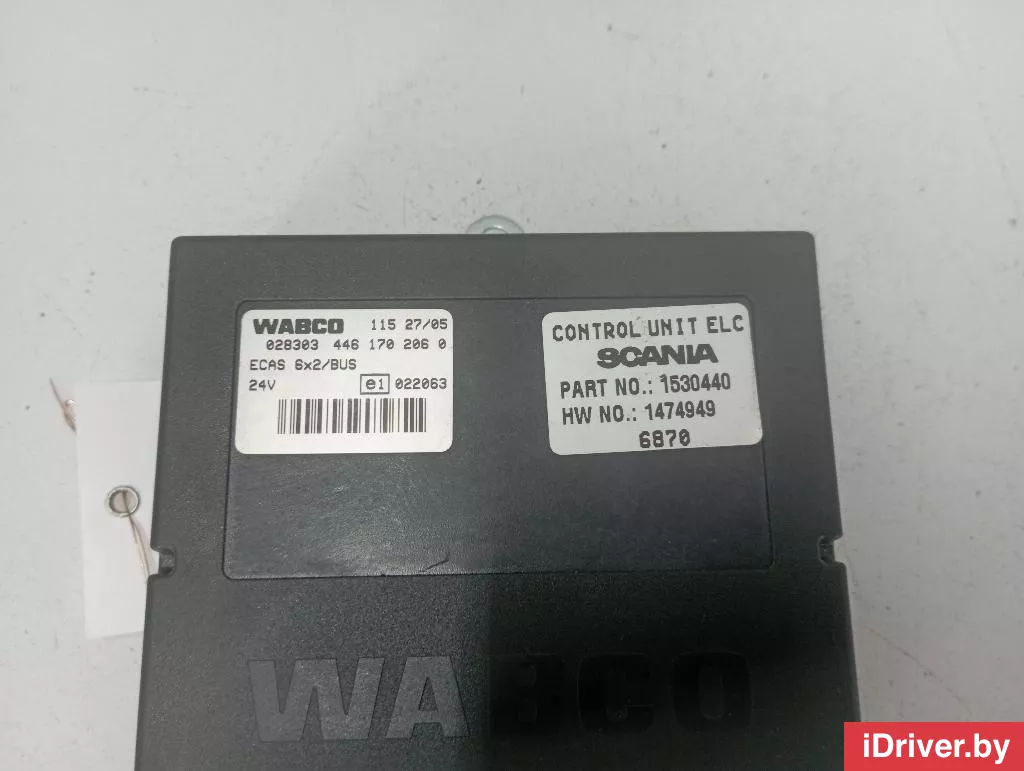 WABCO 115 27/05
028303 446 170 206 0
ECAS 6x2/BUS
24V e1 022063
CONTROL UNIT ELC
SCANIA
PART NO.: 1530440
HW NO.: 1474949
6870
WABCO
iDriver.by